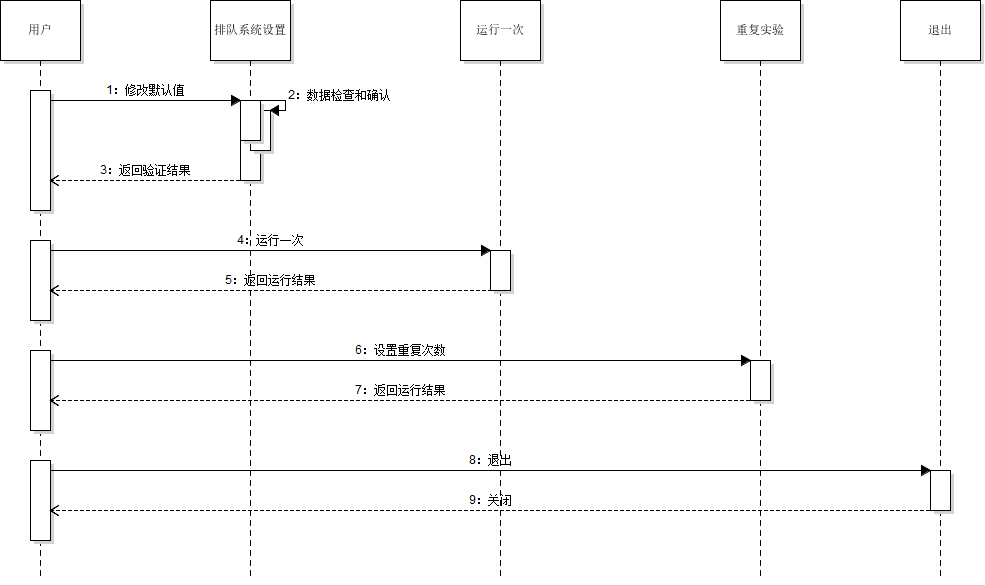 用户
排队系统设置
运行一次
重复实验
退出
1：修改默认值
2：数据检查和确认
3：返回验证结果
4：运行一次
5：返回运行结果
6：设置重复次数
7：返回运行结果
8：退出
9：关闭